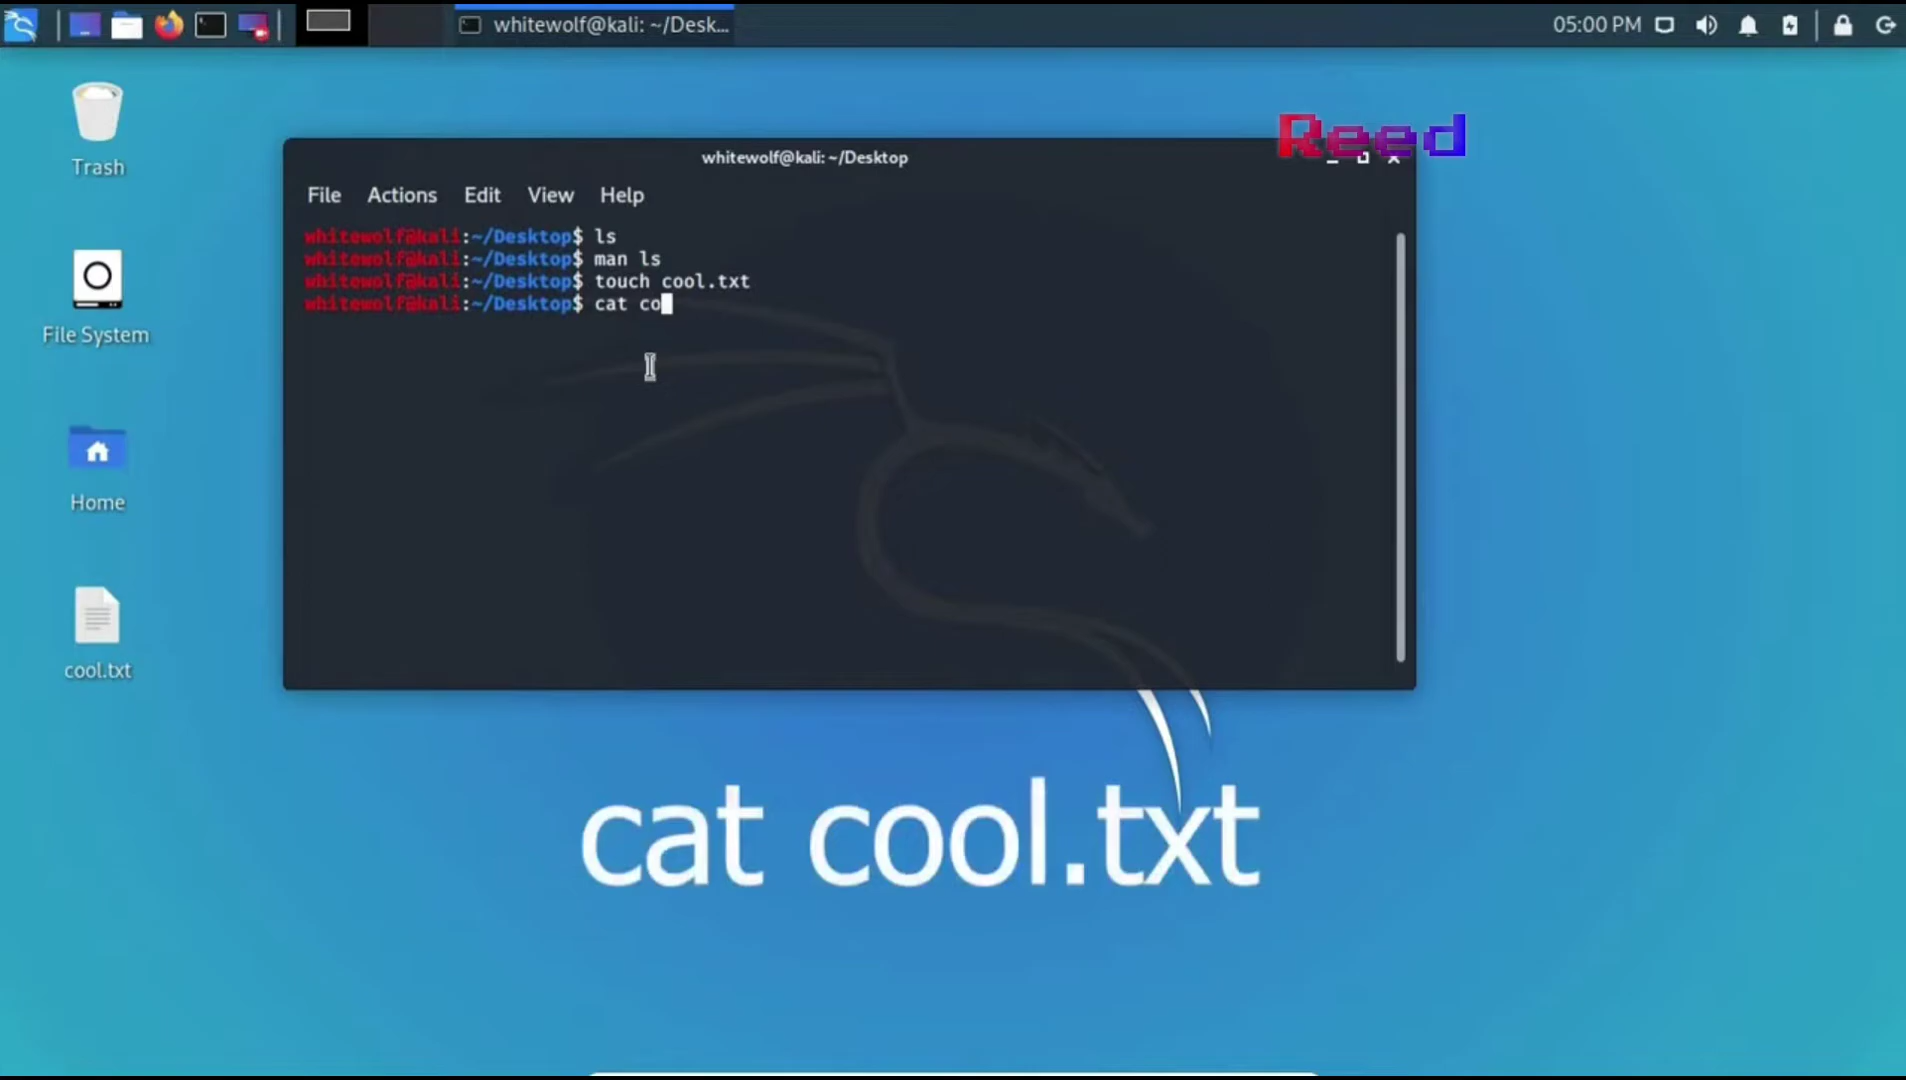 whitewolf@kali: ~/Desk...
05:00 PM
Reed
Trash
File System
Home
cool.txt
whitewolf@kali: ~/Desktop
File Actions Edit View Help
whitewolf@kali:~/Desktop$ ls
whitewolf@kali:~/Desktop$ man ls
whitewolf@kali:~/Desktop$ touch cool.txt
whitewolf@kali:~/Desktop$ cat co
cat cool.txt